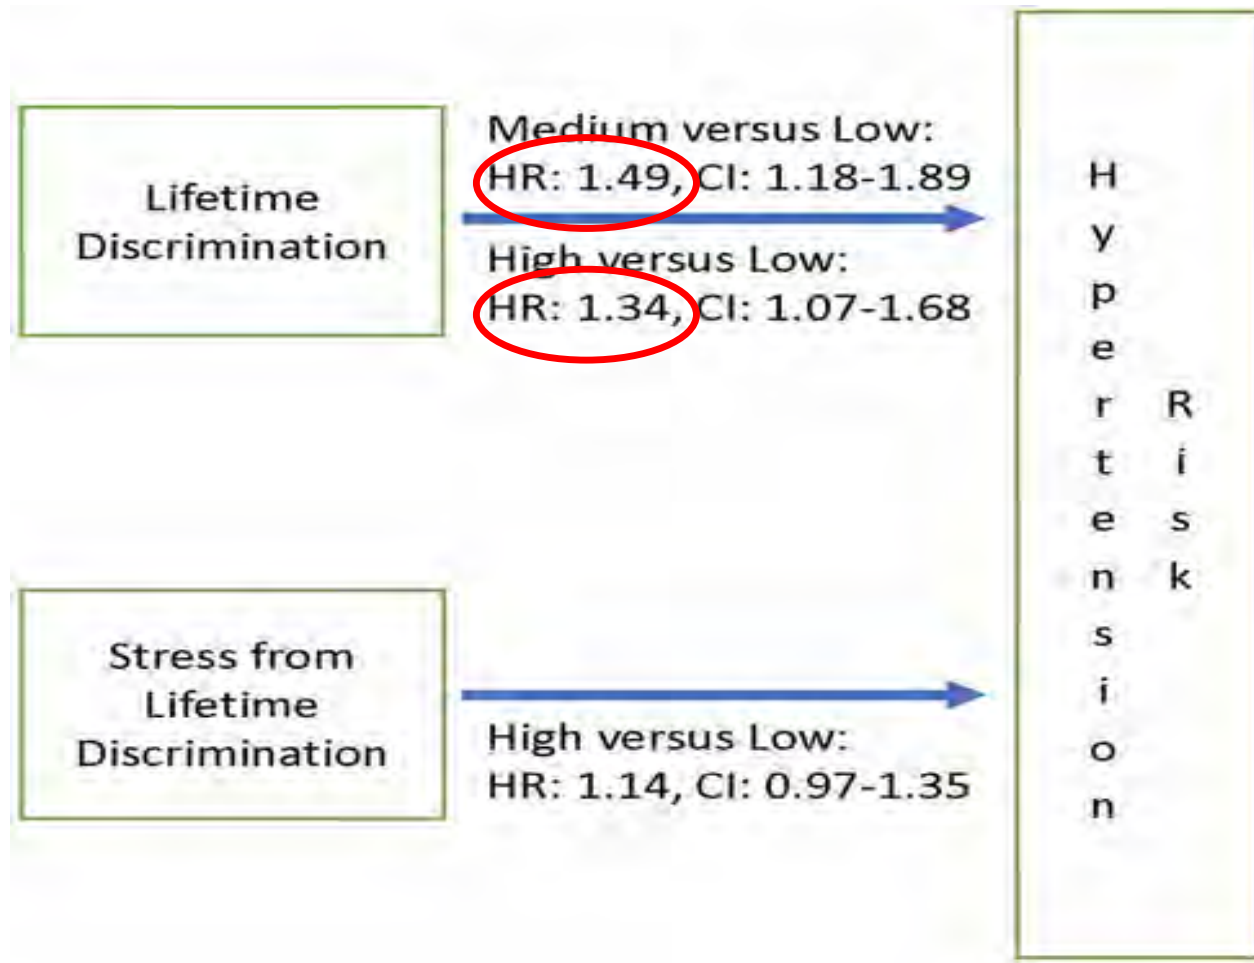 Lifetime
Discrimination
Medium versus Low:
HR: 1.49, CI: 1.18-1.89
High versus Low:
HR: 1.34, CI: 1.07-1.68
Stress from
Lifetime
Discrimination
High versus Low:
HR: 1.14, CI: 0.97-1.35
Hypertension
Risk